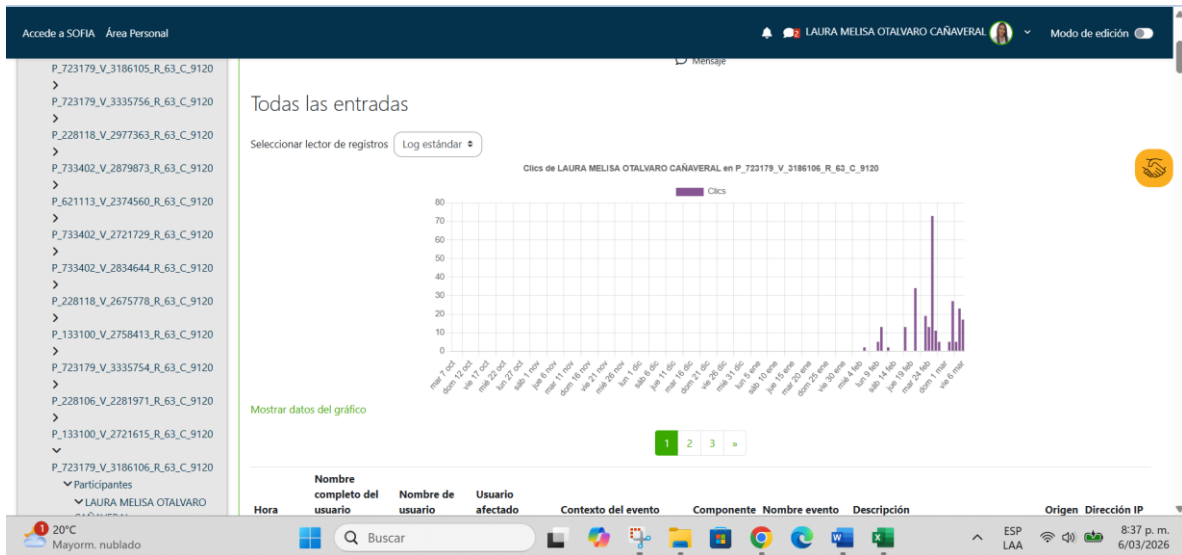 Accede a SOFIA Área Personal
2 LAURA MELISA OTALVARO CAÑAVERAL Modo de edición
P_723179_V_3186105_R_63_C_9120
P_723179_V_3335756_R_63_C_9120
P_228118_V_2977363_R_63_C_9120
P_733402_V_2879873_R_63_C_9120
P_621113_V_2374560_R_63_C_9120
P_733402_V_2721729_R_63_C_9120
P_733402_V_2834644_R_63_C_9120
P_228118_V_2675778_R_63_C_9120
P_133100_V_2758413_R_63_C_9120
P_723179_V_3335754_R_63_C_9120
P_228106_V_2281971_R_63_C_9120
P_133100_V_2721615_R_63_C_9120
P_723179_V_3186106_R_63_C_9120
Participantes
LAURA MELISA OTALVARO
Mensaje
Todas las entradas
Seleccionar lector de registros Log estándar
Clics de LAURA MELISA OTALVARO CAÑAVERAL en P_723179_V_3186106_R_63_C_9120
Clics
80
70
60
50
40
30
20
10
0
mar 7 oct
dom 12 oct
vie 17 oct
mié 22 oct
lun 27 oct
sáb 1 nov
jue 6 nov
mar 11 nov
dom 16 nov
vie 21 nov
mié 26 nov
lun 1 dic
sáb 6 dic
jue 11 dic
mar 16 dic
dom 21 dic
vie 26 dic
mié 31 dic
lun 5 ene
sáb 10 ene
jue 15 ene
mar 20 ene
dom 25 ene
vie 30 ene
mié 4 feb
lun 9 feb
sáb 14 feb
jue 19 feb
mar 24 feb
dom 1 mar
vie 6 mar
Mostrar datos del gráfico
1 2 3 »
Hora
Nombre completo del usuario
Nombre de usuario
Usuario afectado
Contexto del evento
Componente
Nombre evento
Descripción
Origen
Dirección IP
1
20°C
Mayorm. nublado
Buscar
ESP
LAA
8:37 p. m.
6/03/2026